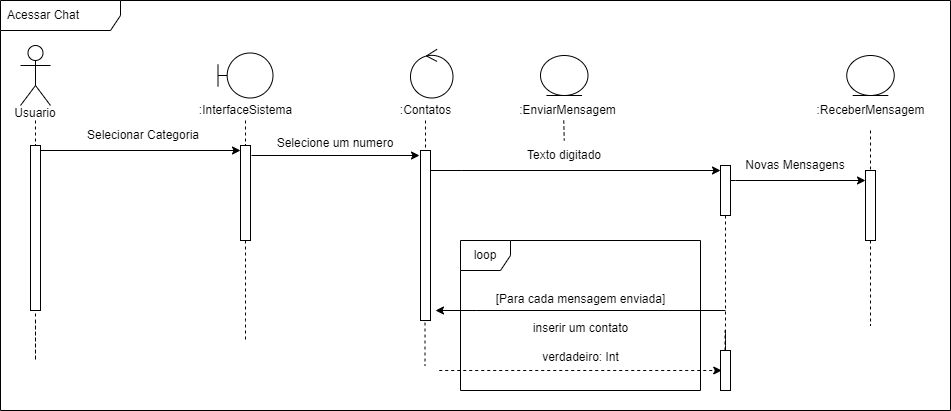 Acessar Chat
Usuario
:InterfaceSistema
:Contatos
:EnviarMensagem
:ReceberMensagem
Selecionar Categoria
Selecione um numero
Texto digitado
Novas Mensagens
loop
[Para cada mensagem enviada]
inserir um contato
verdadeiro: Int